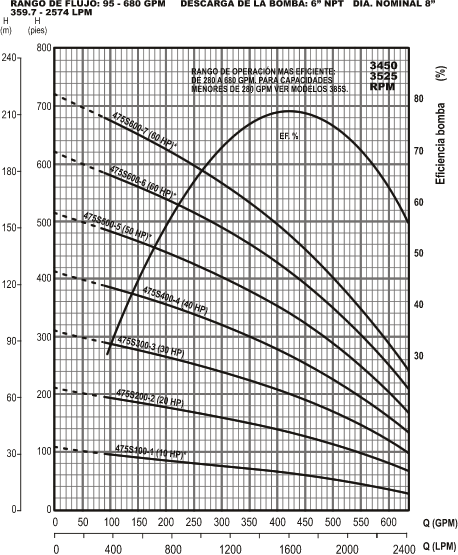 RANGO DE FLUJO: 95 - 680 GPM DESCARGA DE LA BOMBA: 6" NPT DIA. NOMINAL 8"
359.7 - 2574 LPM
H H
(m) (pies)
800
240
RANGO DE OPERACIÓN MAS EFICIENTE:
DE 280 A 680 GPM. PARA CAPACIDADES
MENORES DE 280 GPM VER MODELOS 385S.
3450
3525
RPM
(%)
Eficiencia bomba
80
700
210
475S600-7 (60 HP)*
EF. %
70
600
180
475S600-6 (60 HP)*
60
500
150
475S500-5 (50 HP)*
50
400
120
475S400-4 (40 HP)
40
300
90
475S300-3 (30 HP)
30
200
60
475S200-2 (20 HP)
100
30
475S100-1 (10 HP)*
0 0
0 50 100 150 200 250 300 350 400 450 500 550 600
Q (GPM)
0 400 800 1200 1600 2000 2400
Q (LPM)